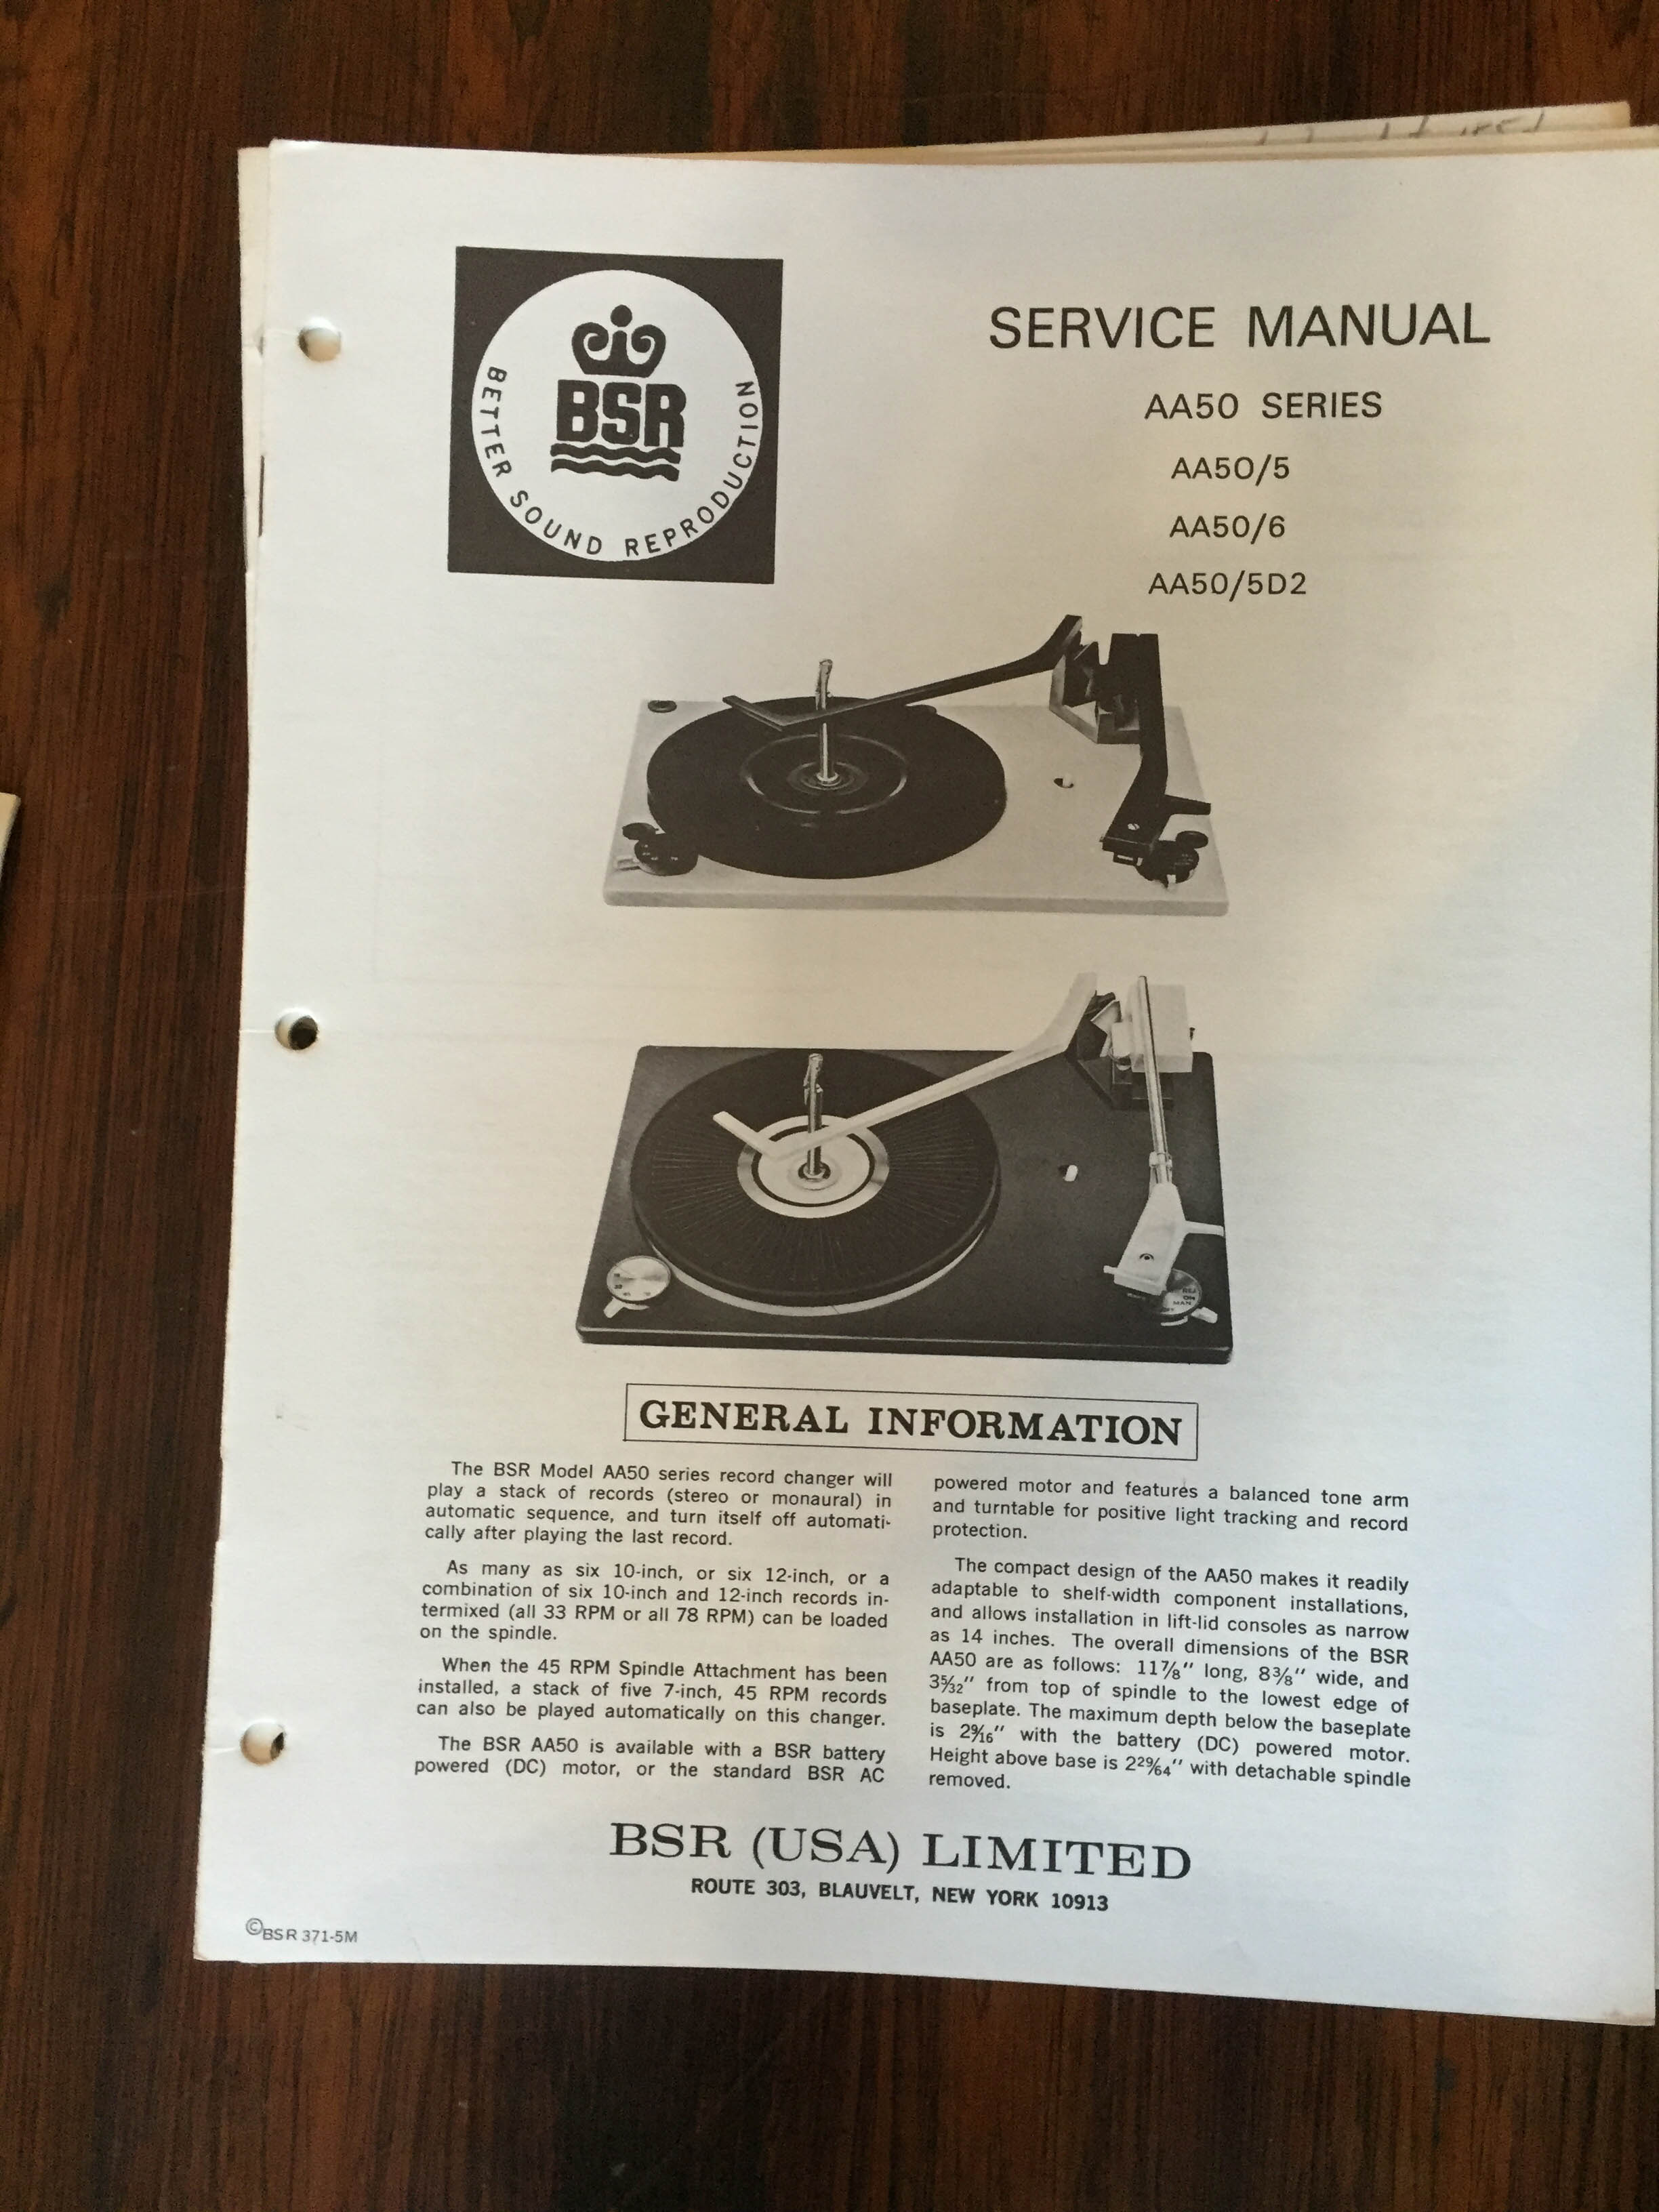 BSR
BETTER SOUND REPRODUCTION
SERVICE MANUAL
AA50 SERIES
AA50/5
AA50/6
AA50/5D2
GENERAL INFORMATION
The BSR Model AA50 series record changer will
play a stack of records (stereo or monaural) in
automatic sequence, and turn itself off automati-
cally after playing the last record.
As many as six 10-inch, or six 12-inch, or a
combination of six 10-inch and 12-inch records in-
termixed (all 33 RPM or all 78 RPM) can be loaded
on the spindle.
When the 45 RPM Spindle Attachment has been
installed, a stack of five 7-inch, 45 RPM records
can also be played automatically on this changer.
The BSR AA50 is available with a BSR battery
powered (DC) motor, or the standard BSR AC
powered motor and features a balanced tone arm
and turntable for positive light tracking and record
protection.
The compact design of the AA50 makes it readily
adaptable to shelf-width component installations,
and allows installation in lift-lid consoles as narrow
as 14 inches. The overall dimensions of the BSR
AA50 are as follows: 11⅞" long, 8⅜" wide, and
35/32" from top of spindle to the lowest edge of
baseplate. The maximum depth below the baseplate
is 29/16" with the battery (DC) powered motor.
Height above base is 229/64" with detachable spindle
removed.
BSR (USA) LIMITED
ROUTE 303, BLAUVELT, NEW YORK 10913
©BSR 371-5M